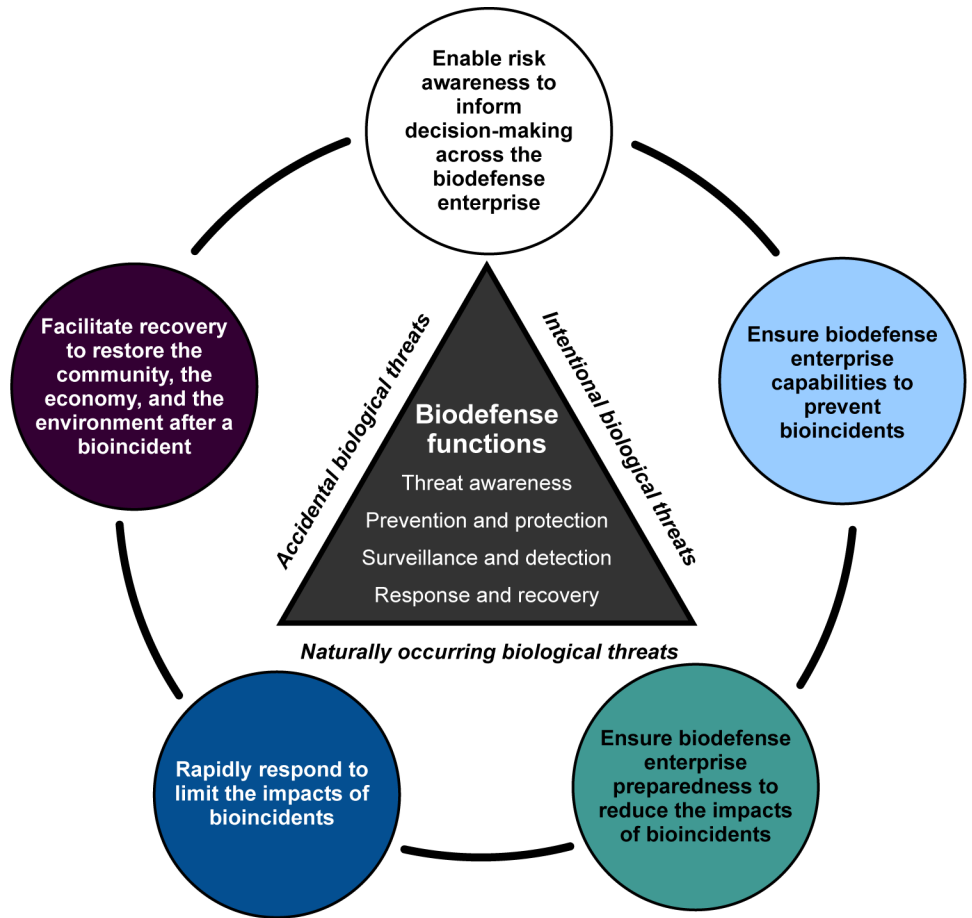 Enable risk
awareness to
inform
decision-making
across the
biodefense
enterprise
Facilitate recovery
to restore the
community, the
economy, and the
environment after a
bioincident
Accidental biological threats
Intentional biological threats
Ensure biodefense
enterprise
capabilities to
prevent
bioincidents
Biodefense
functions
Threat awareness
Prevention and protection
Surveillance and detection
Response and recovery
Naturally occurring biological threats
Rapidly respond to
limit the impacts of
bioincidents
Ensure biodefense
enterprise
preparedness to
reduce the impacts
of bioincidents